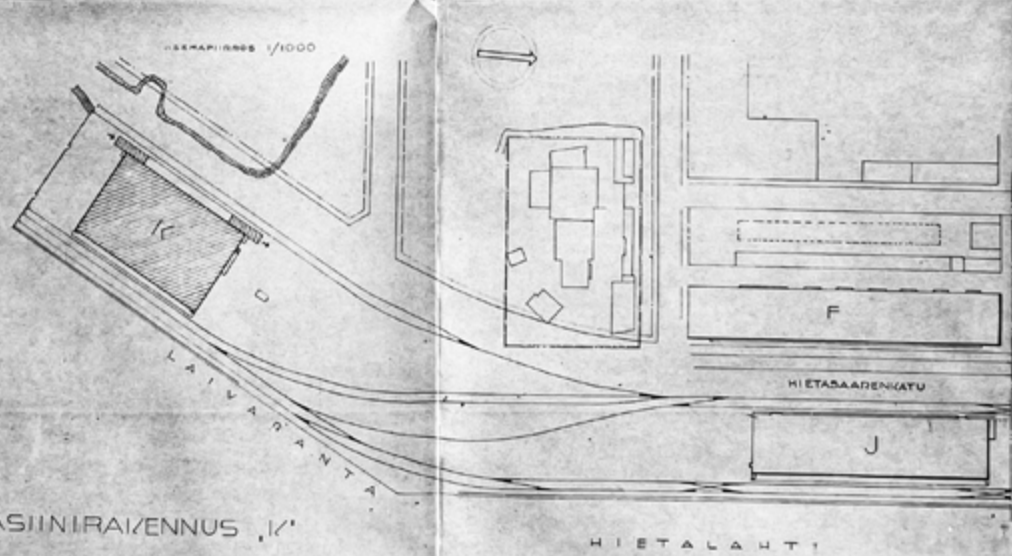 ASEMAPIIRROS 1/1000
K
F
HIETASAARENKATU
J
LAIVARANTA
ASIINIRAKENNUS „K"
HIETALAHTI